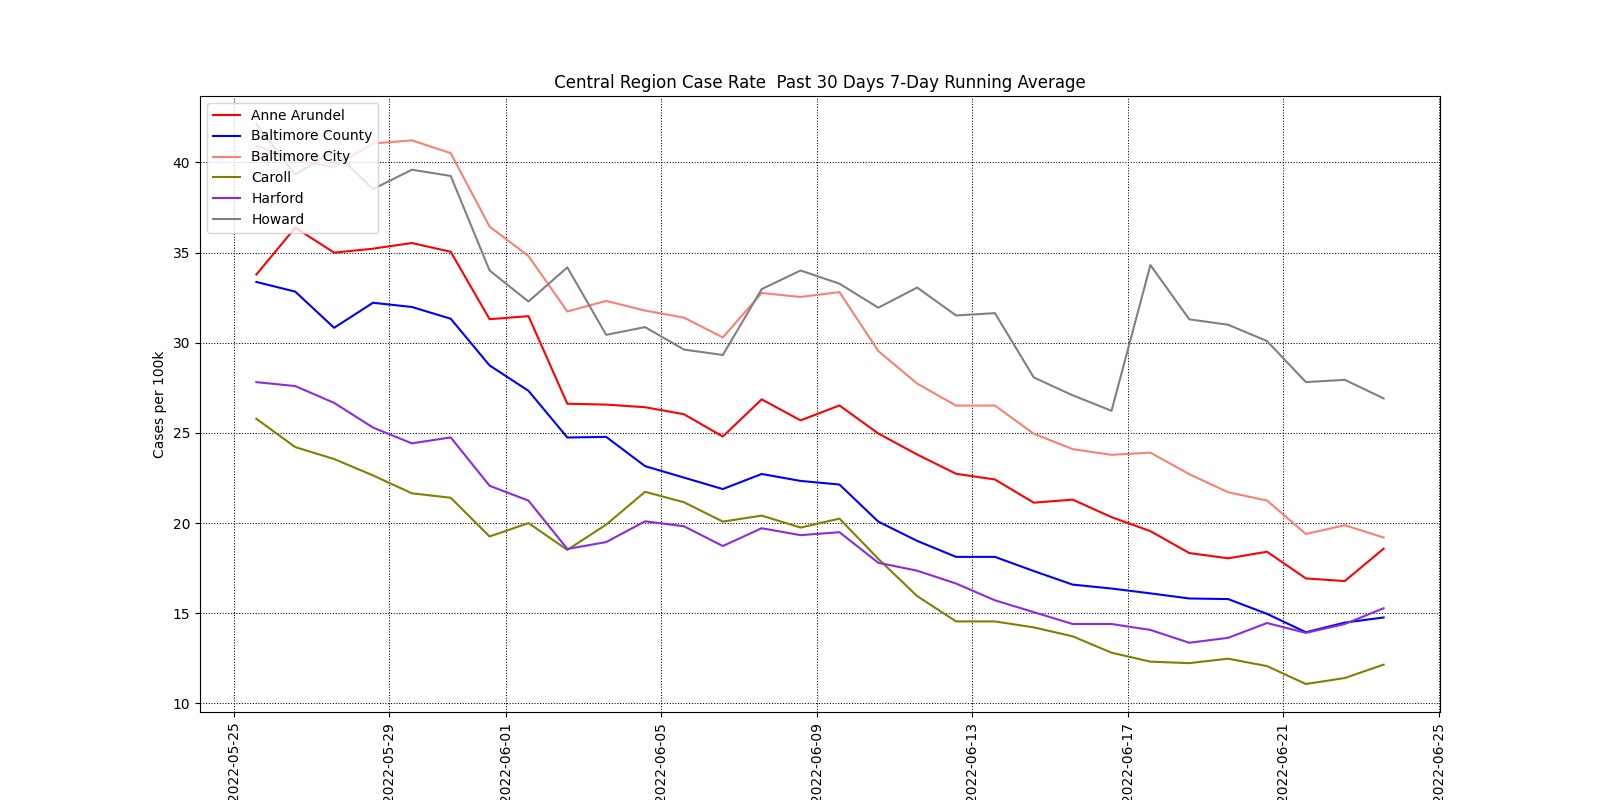 Central Region Case Rate  Past 30 Days 7-Day Running Average
Anne Arundel
Baltimore County
Baltimore City
Caroll
Harford
Howard
Cases per 100k
40
35
30
25
20
15
10
2022-05-25
2022-05-29
2022-06-01
2022-06-05
2022-06-09
2022-06-13
2022-06-17
2022-06-21
2022-06-25